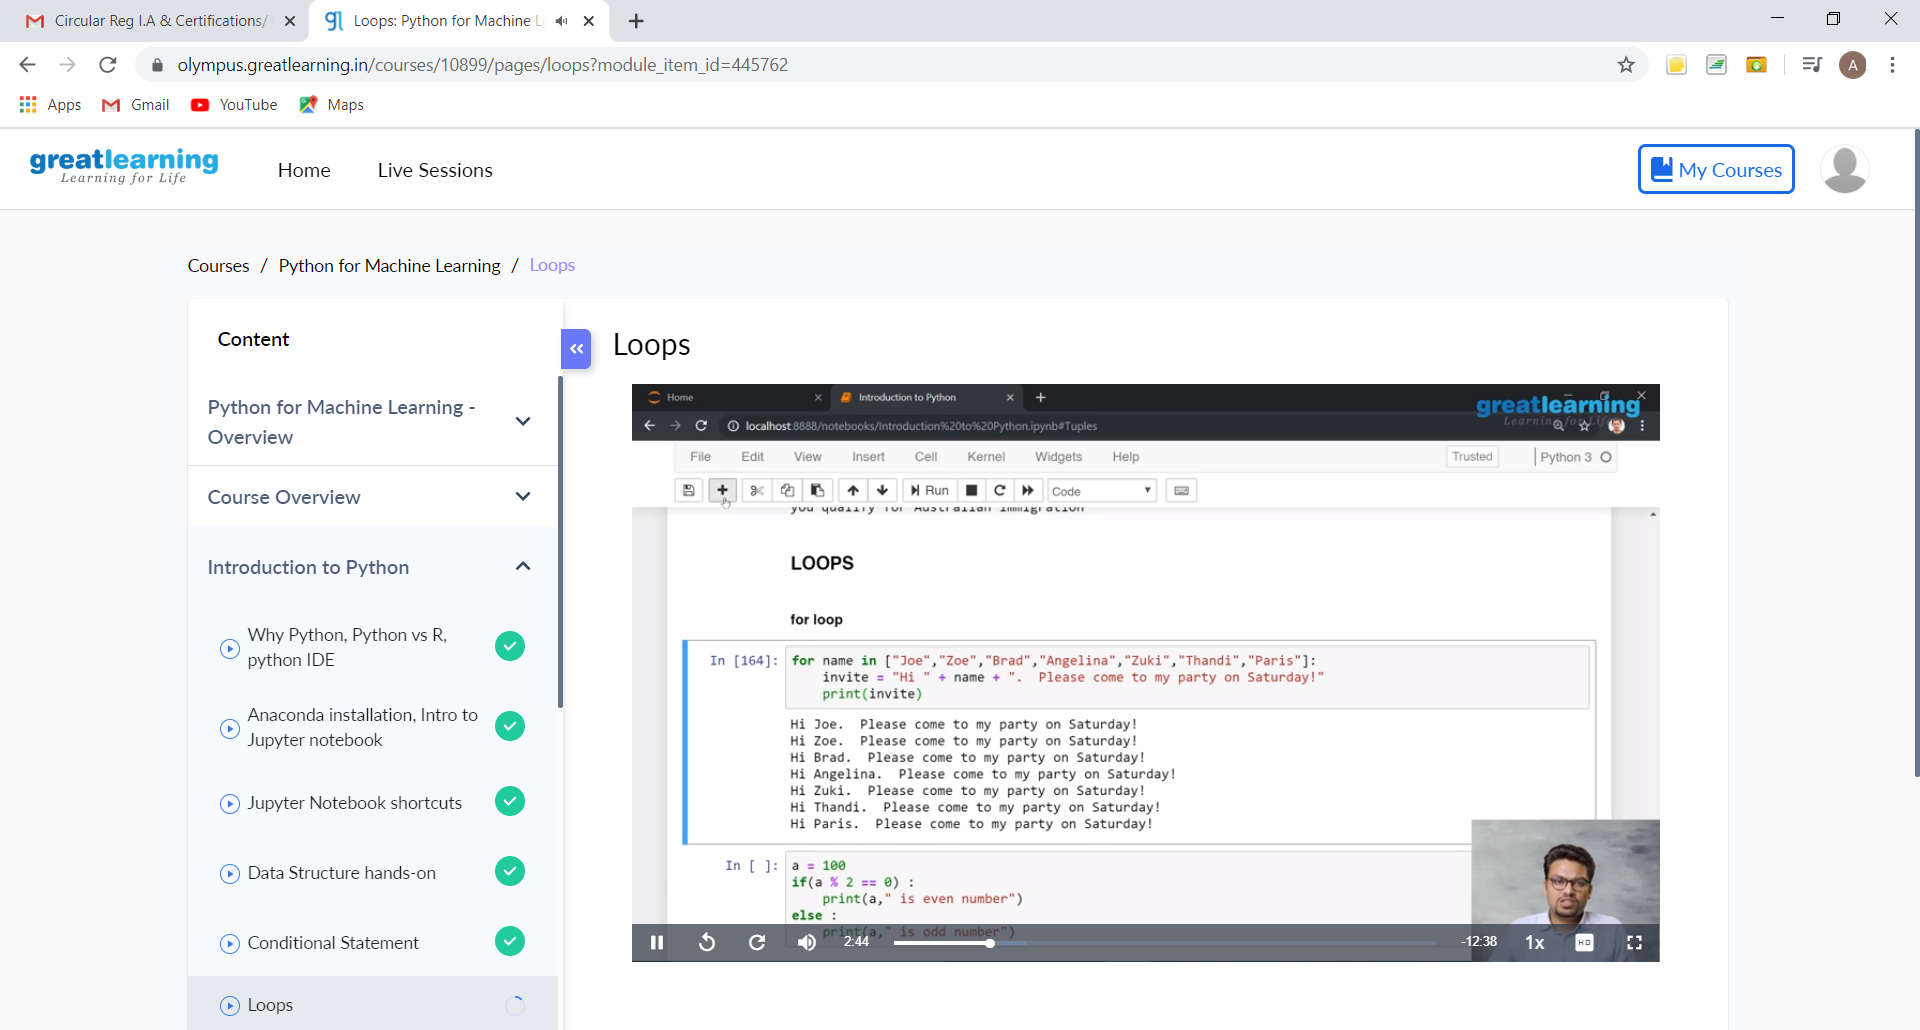 Circular Reg I.A & Certifications/
Loops: Python for Machine L
olympus.greatlearning.in/courses/10899/pages/loops?module_item_id=445762
A
Apps
Gmail
YouTube
Maps
greatlearning
Learning for Life
Home
Live Sessions
My Courses
Courses / Python for Machine Learning / Loops
Content
Python for Machine Learning -
Overview
Course Overview
Introduction to Python
Why Python, Python vs R,
python IDE
Anaconda installation, Intro to
Jupyter notebook
Jupyter Notebook shortcuts
Data Structure hands-on
Conditional Statement
Loops
«
Loops
Home
Introduction to Python
greatlearning
Learning for Life
localhost:8888/notebooks/Introduction%20to%20Python.ipynb#Tuples
File Edit View Insert Cell Kernel Widgets Help
Trusted
Python 3
Run
Code
you qualify for Australian immigration
LOOPS
for loop
In [164]: for name in ["Joe","Zoe","Brad","Angelina","Zuki","Thandi","Paris"]:
invite = "Hi " + name + ".  Please come to my party on Saturday!"
print(invite)
Hi Joe.  Please come to my party on Saturday!
Hi Zoe.  Please come to my party on Saturday!
Hi Brad.  Please come to my party on Saturday!
Hi Angelina.  Please come to my party on Saturday!
Hi Zuki.  Please come to my party on Saturday!
Hi Thandi.  Please come to my party on Saturday!
Hi Paris.  Please come to my party on Saturday!
In [ ]: a = 100
if(a % 2 == 0) :
print(a," is even number")
else :
print(a," is odd number")
2:44
-12:38
1x
HD